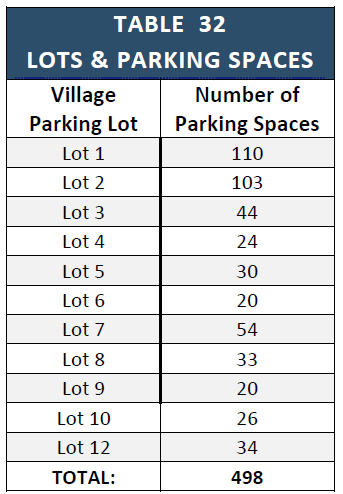 TABLE 32
LOTS & PARKING SPACES
Village Parking Lot Number of Parking Spaces
Lot 1 110
Lot 2 103
Lot 3 44
Lot 4 24
Lot 5 30
Lot 6 20
Lot 7 54
Lot 8 33
Lot 9 20
Lot 10 26
Lot 12 34
TOTAL: 498